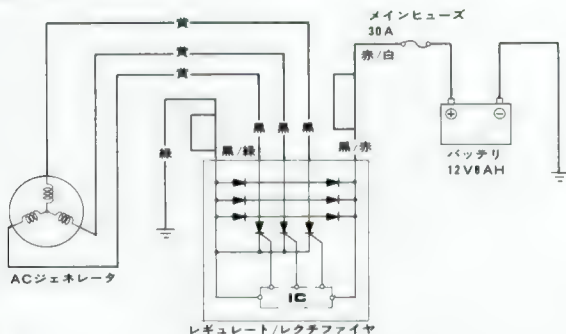 黄
メインヒューズ
30A
黄
赤/白
黄
黒 黒 黒
緑
黒/緑
黒/赤
バッテリ
12V8AH
ACジェネレータ
IC
レギュレート/レクチファイヤ